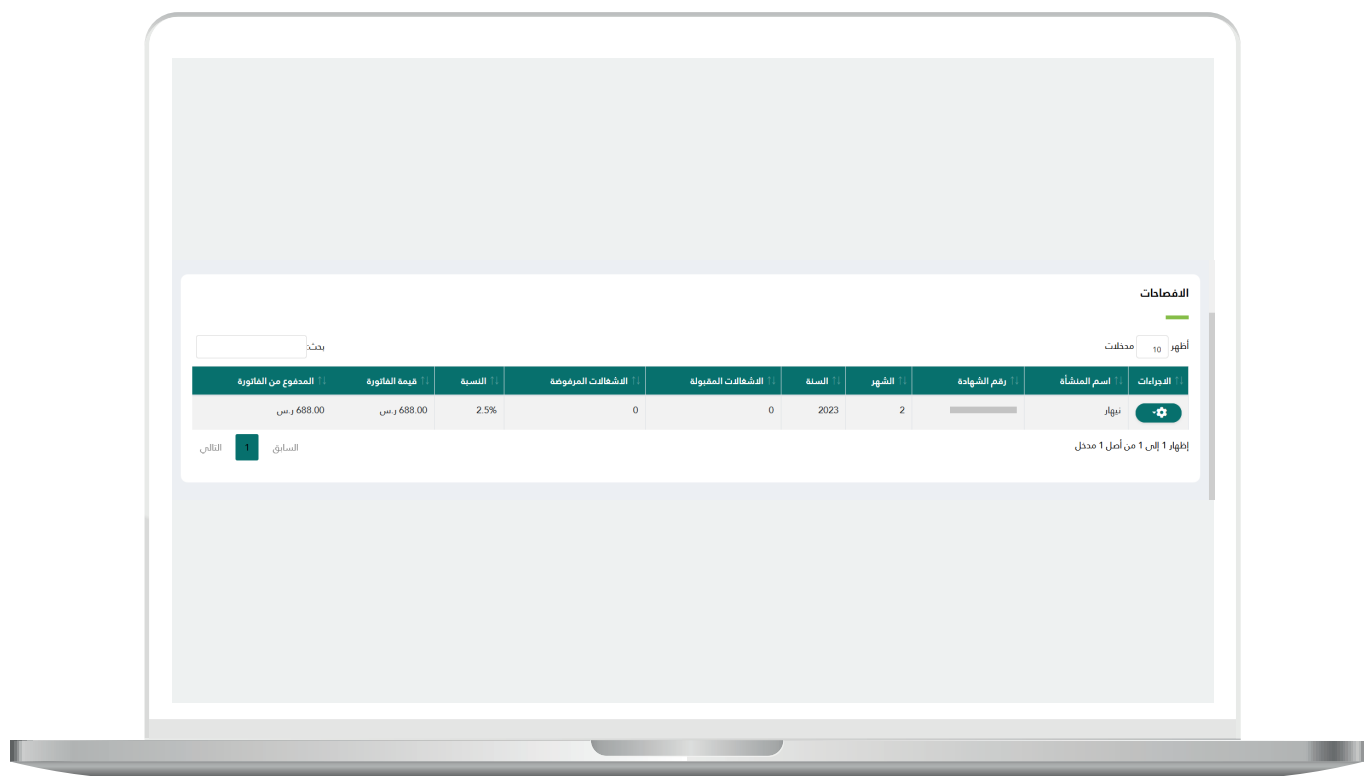 الافصاحات
أظهر 10 مدخلات
بحث:
الاجراءات اسم المنشأة رقم الشهادة الشهر السنة الاشغالات المقبولة الاشغالات المرفوضة النسبة قيمة الفاتورة المدفوع من الفاتورة
نيهار 2 2023 0 0 2.5% 688.00 ر.س 688.00 ر.س
إظهار 1 إلى 1 من أصل 1 مدخل
السابق 1 التالي